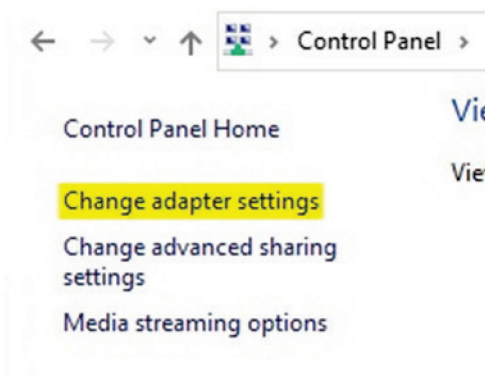 Control Panel
Control Panel Home
Change adapter settings
Change advanced sharing
settings
Media streaming options